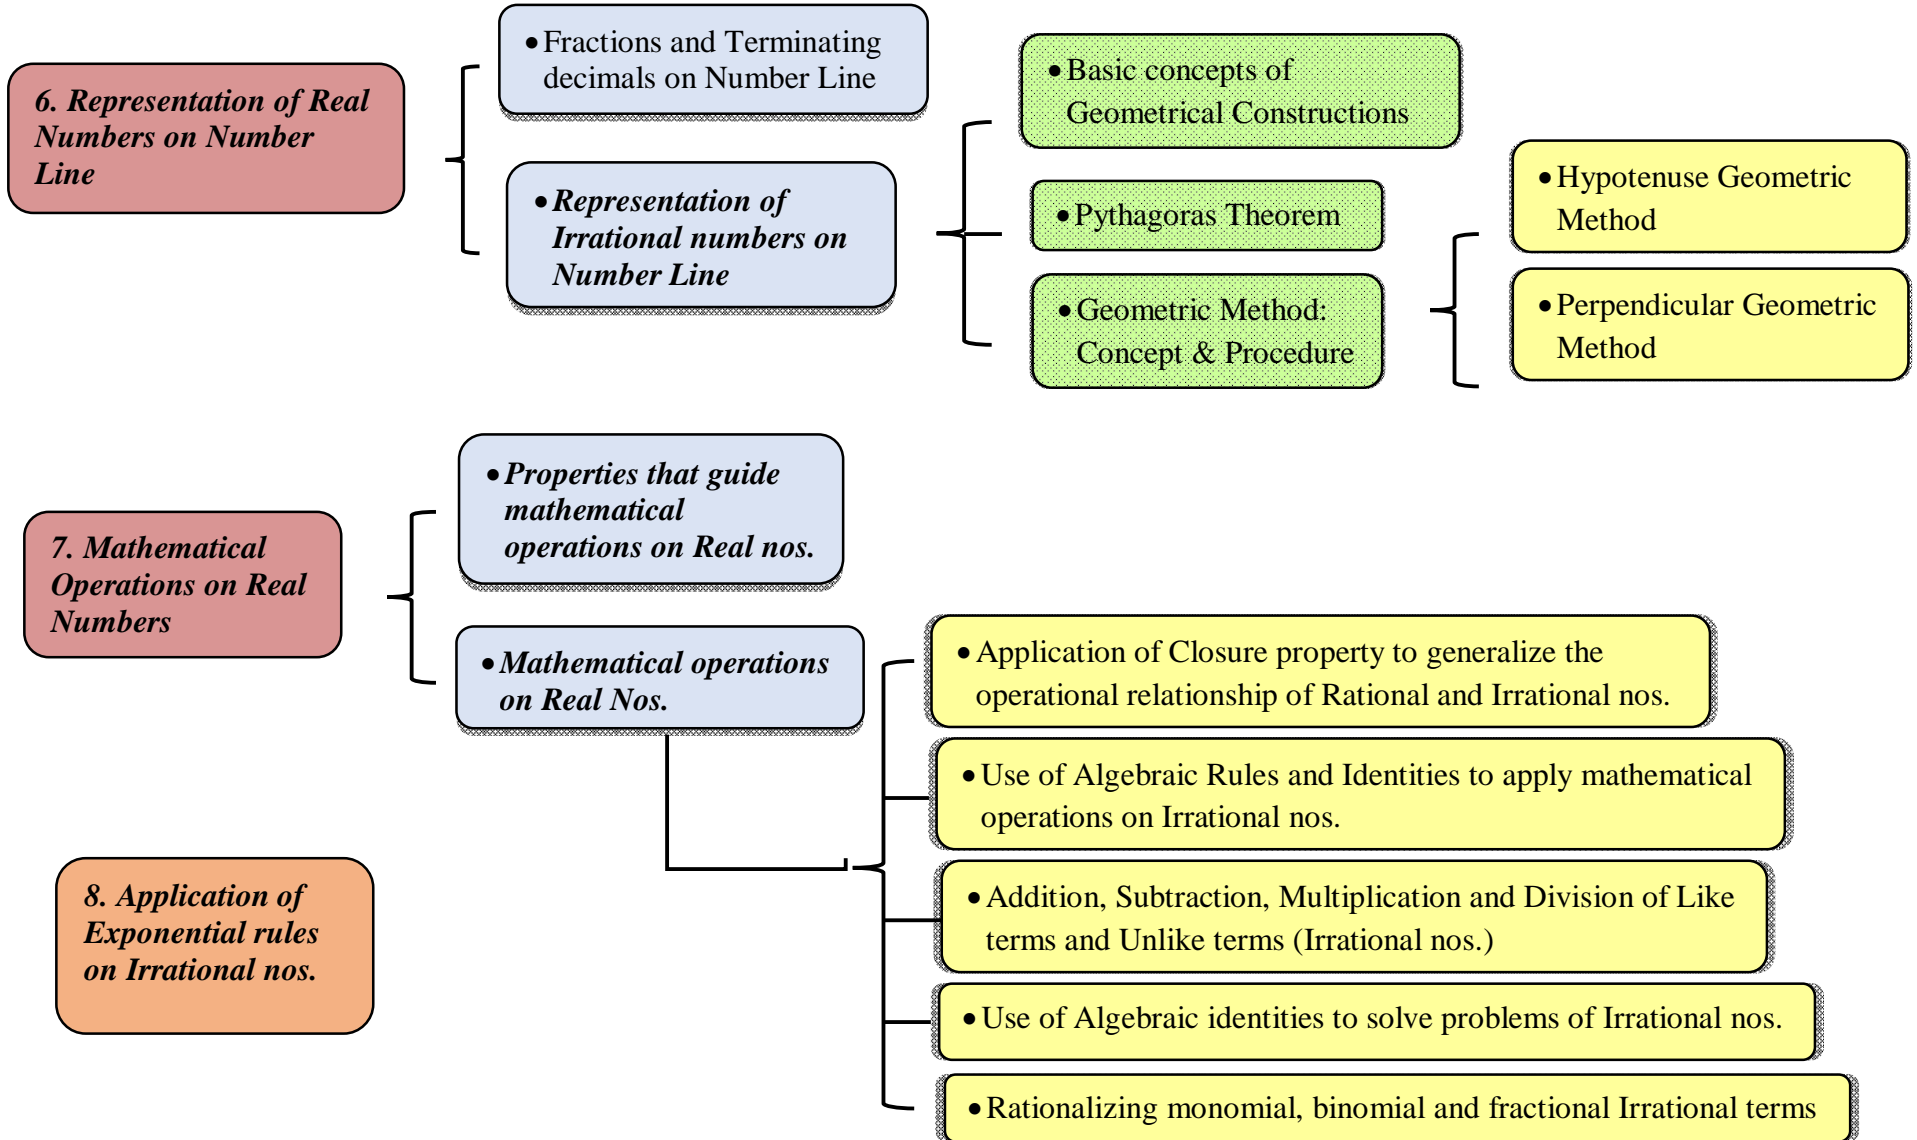 6. Representation of Real
Numbers on Number
Line
• Fractions and Terminating
decimals on Number Line
• Representation of
Irrational numbers on
Number Line
• Basic concepts of
Geometrical Constructions
• Pythagoras Theorem
• Geometric Method:
Concept & Procedure
• Hypotenuse Geometric
Method
• Perpendicular Geometric
Method
7. Mathematical
Operations on Real
Numbers
• Properties that guide
mathematical
operations on Real nos.
• Mathematical operations
on Real Nos.
• Application of Closure property to generalize the
operational relationship of Rational and Irrational nos.
• Use of Algebraic Rules and Identities to apply mathematical
operations on Irrational nos.
• Addition, Subtraction, Multiplication and Division of Like
terms and Unlike terms (Irrational nos.)
• Use of Algebraic identities to solve problems of Irrational nos.
• Rationalizing monomial, binomial and fractional Irrational terms
8. Application of
Exponential rules
on Irrational nos.